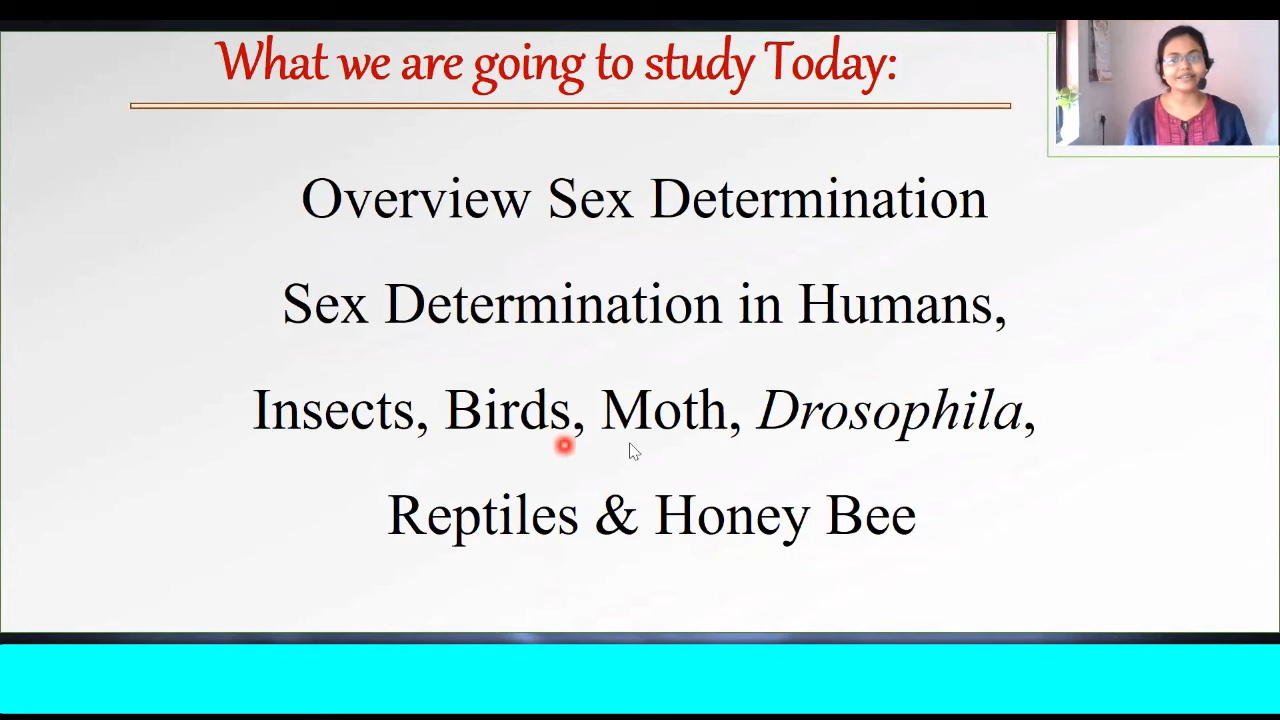 What we are going to study Today:
Overview Sex Determination
Sex Determination in Humans,
Insects, Birds, Moth, Drosophila,
Reptiles & Honey Bee